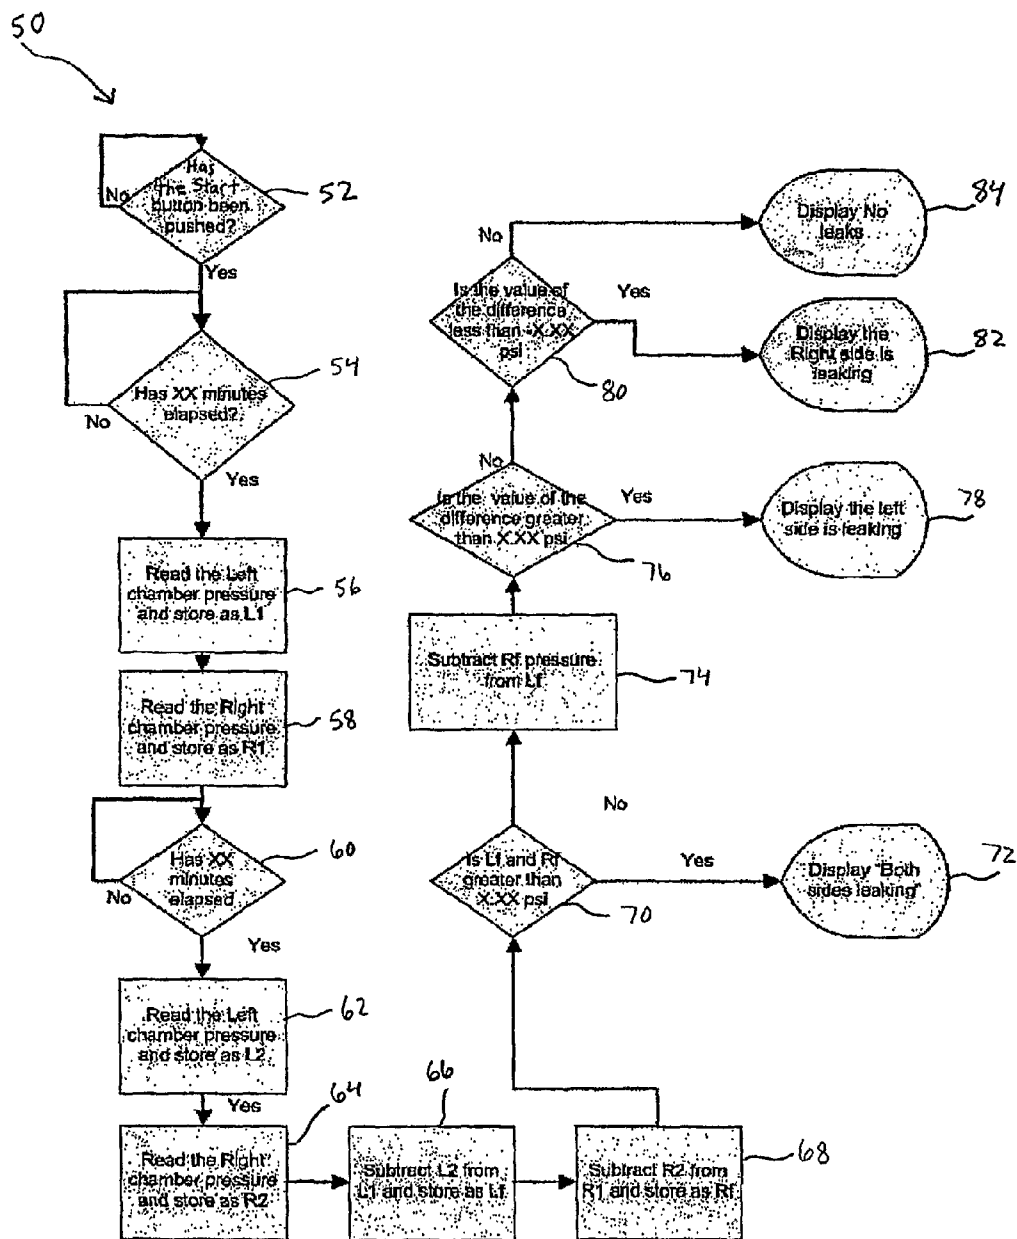 50
Has
the Start
button been
pushed?
52
No
Yes
Has XX minutes
elapsed?
54
No
Yes
Read the Left
chamber pressure
and store as L1
56
Read the Right
chamber pressure
and store as R1
58
Has XX
minutes
elapsed
60
No
Yes
Read the Left
chamber pressure
and store as L2
62
Yes
Read the Right
chamber pressure
and store as R2
64
Subtract L2 from
L1 and store as Lf
66
Subtract R2 from
R1 and store as Rf
68
Is Lf and Rf
greater than
X.XX psi
70
Yes
Display "Both
sides leaking"
72
No
Subtract Rf pressure
from Lf
74
Is the value of the
difference greater
than X.XX psi
76
Yes
Display the left
side is leaking
78
No
Is the value of
the difference
less than -X.XX
psi
80
Yes
Display the
Right side is
leaking
82
No
Display No
leaks
84